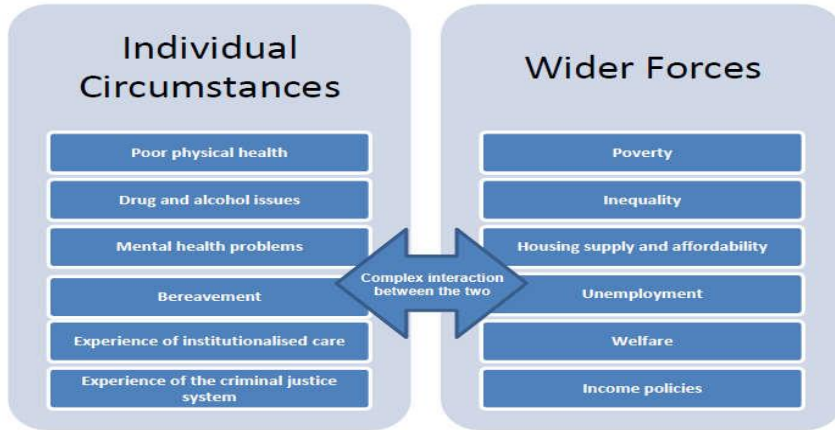 Individual
Circumstances
Poor physical health
Drug and alcohol issues
Mental health problems
Bereavement
Experience of institutionalised care
Experience of the criminal justice
system
Complex interaction
between the two
Wider Forces
Poverty
Inequality
Housing supply and affordability
Unemployment
Welfare
Income policies